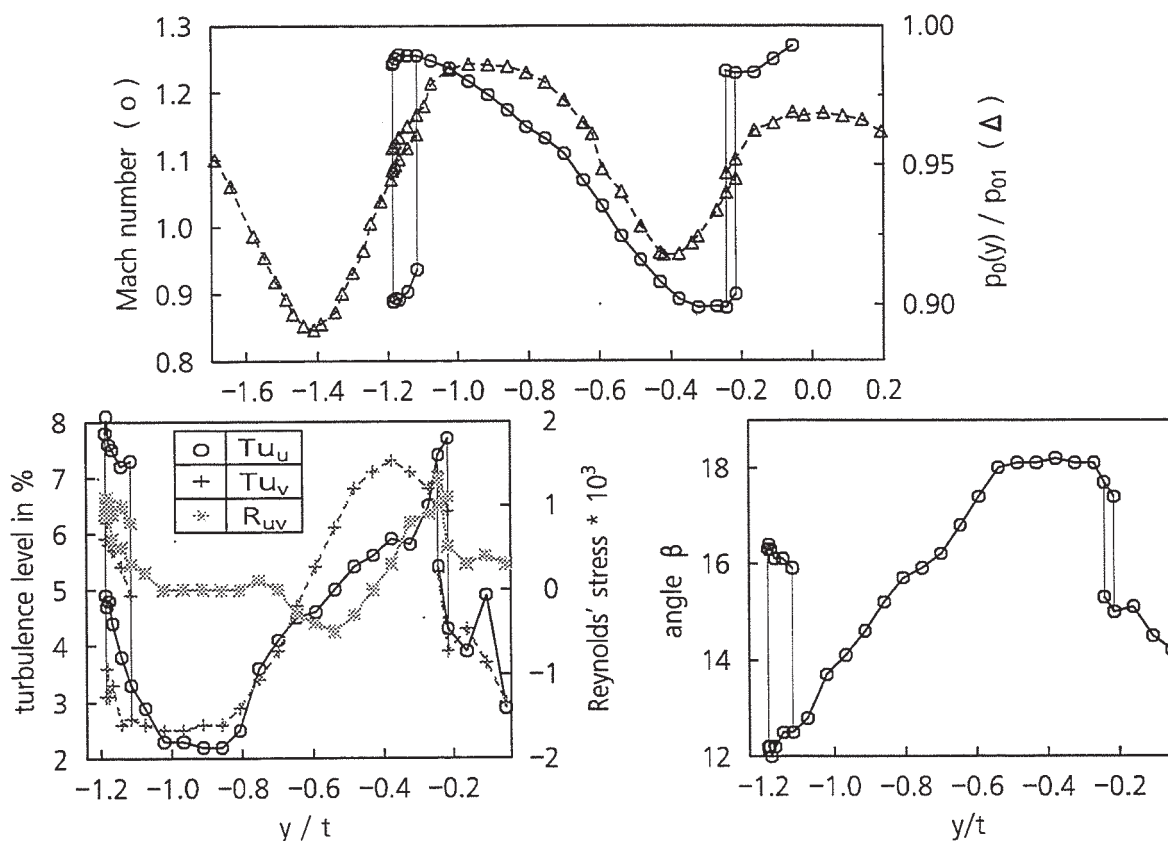 1.3
1.2
1.1
1.0
0.9
0.8
Mach number ( o )
1.00
0.95
0.90
p₀(y) / p₀₁ ( Δ )
−1.6 −1.4 −1.2 −1.0 −0.8 −0.6 −0.4 −0.2 0.0 0.2
8
7
6
5
4
3
2
turbulence level in %
Tuᵤ
Tuᵥ
Rᵤᵥ
2
1
0
−1
−2
Reynolds' stress * 10³
−1.2 −1.0 −0.8 −0.6 −0.4 −0.2
y / t
18
16
14
12
angle β
−1.2 −1.0 −0.8 −0.6 −0.4 −0.2
y/t